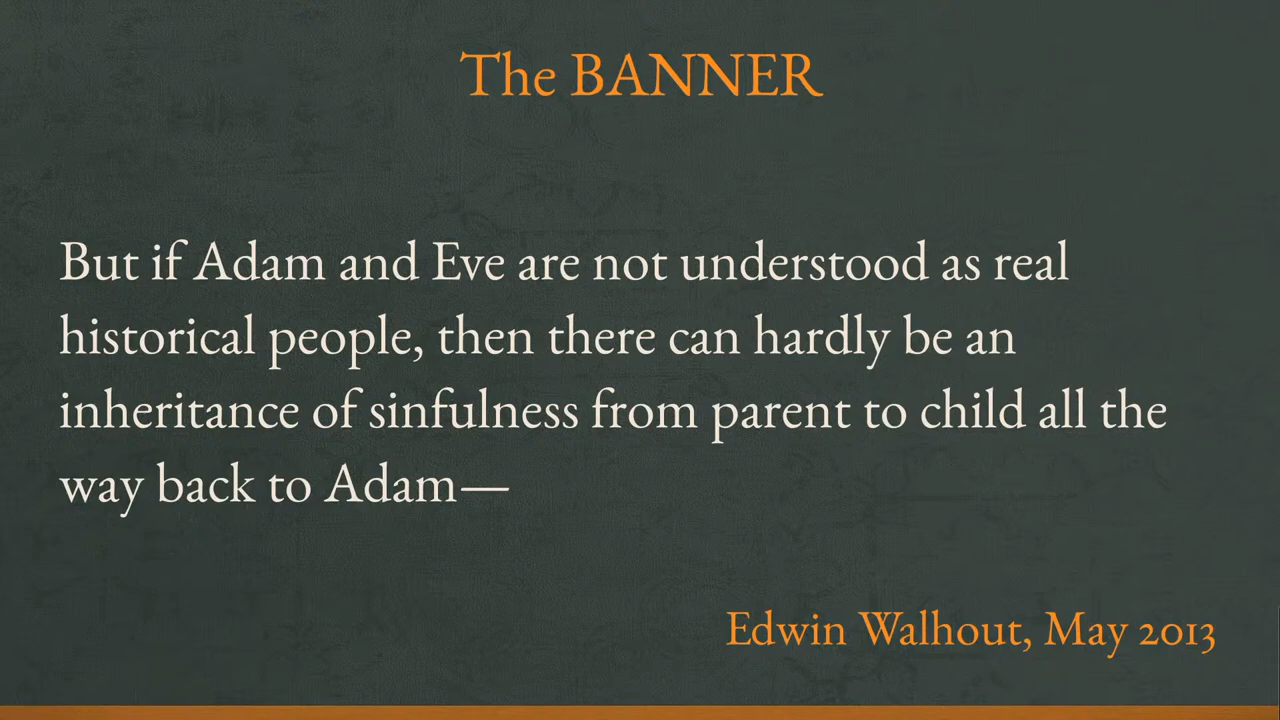 The BANNER
But if Adam and Eve are not understood as real
historical people, then there can hardly be an
inheritance of sinfulness from parent to child all the
way back to Adam—
Edwin Walhout, May 2013